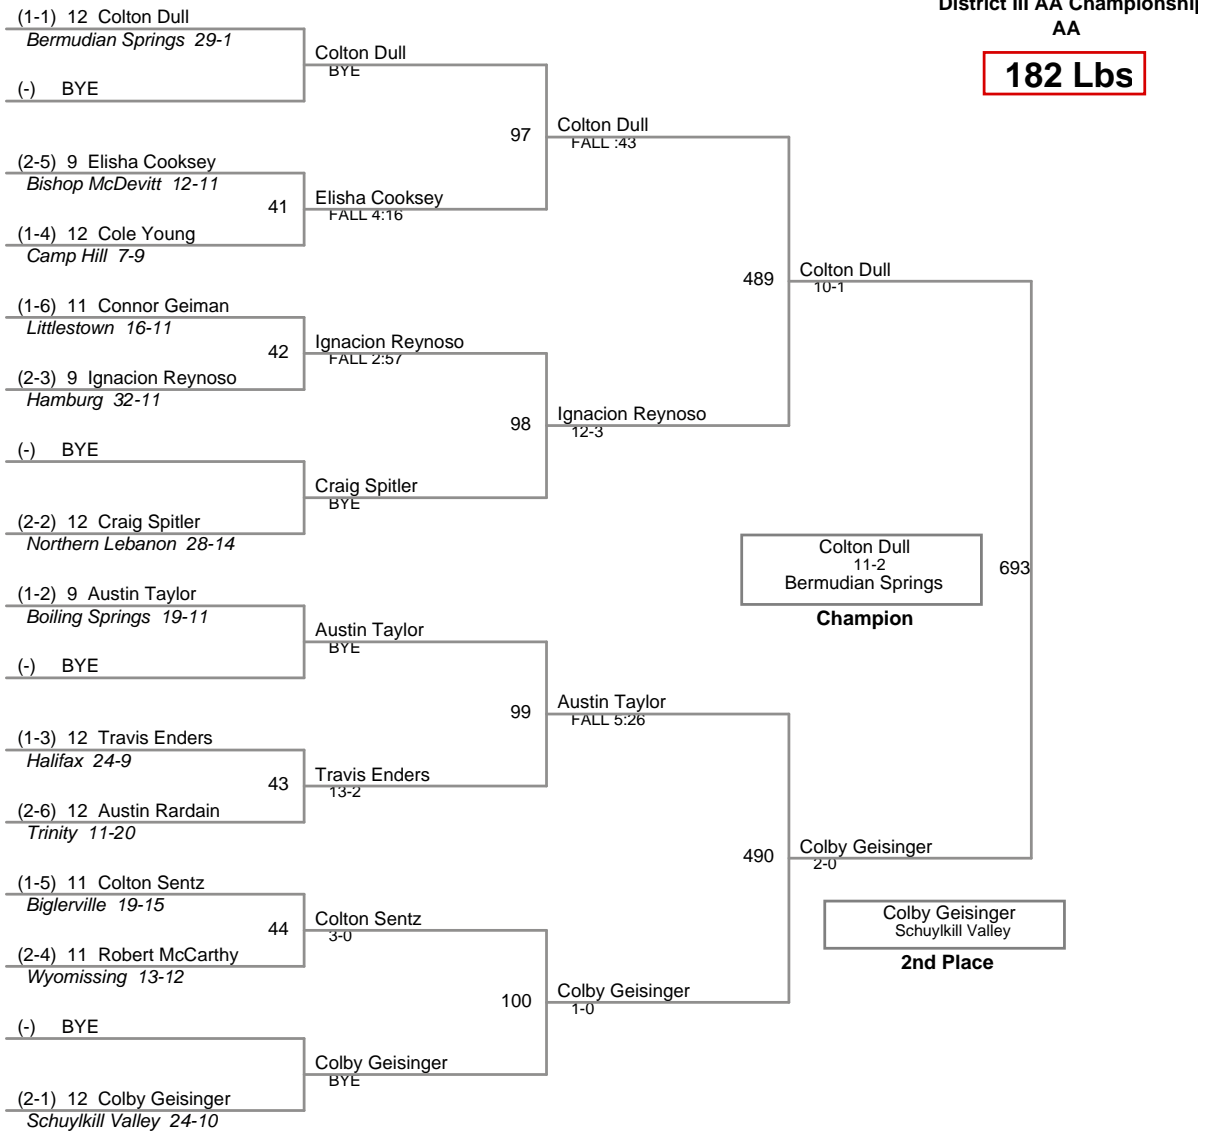 District III AA Championship
AA
182 Lbs
(1-1) 12 Colton Dull
Bermudian Springs 29-1
Colton Dull
BYE
(-) BYE
97
Colton Dull
FALL :43
(2-5) 9 Elisha Cooksey
Bishop McDevitt 12-11
41
Elisha Cooksey
FALL 4:16
(1-4) 12 Cole Young
Camp Hill 7-9
489
Colton Dull
10-1
(1-6) 11 Connor Geiman
Littlestown 16-11
42
Ignacion Reynoso
FALL 2:57
(2-3) 9 Ignacion Reynoso
Hamburg 32-11
98
Ignacion Reynoso
12-3
(-) BYE
Craig Spitler
BYE
(2-2) 12 Craig Spitler
Northern Lebanon 28-14
Colton Dull
11-2
Bermudian Springs
693
Champion
(1-2) 9 Austin Taylor
Boiling Springs 19-11
Austin Taylor
BYE
(-) BYE
99
Austin Taylor
FALL 5:26
(1-3) 12 Travis Enders
Halifax 24-9
43
Travis Enders
13-2
(2-6) 12 Austin Rardain
Trinity 11-20
490
Colby Geisinger
2-0
(1-5) 11 Colton Sentz
Biglerville 19-15
44
Colton Sentz
3-0
Colby Geisinger
Schuylkill Valley
2nd Place
(2-4) 11 Robert McCarthy
Wyomissing 13-12
100
Colby Geisinger
1-0
(-) BYE
Colby Geisinger
BYE
(2-1) 12 Colby Geisinger
Schuylkill Valley 24-10